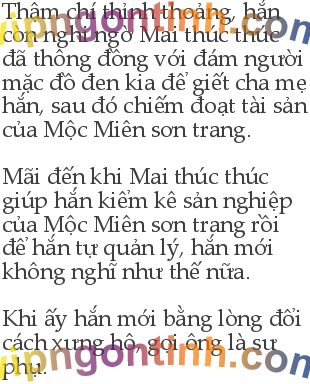 Thậm chí thỉnh thoảng, hắn
còn nghi ngờ Mai thúc thúc
đã thông đồng với đám người
mặc đồ đen kia để giết cha mẹ
hắn, sau đó chiếm đoạt tài sản
của Mộc Miên sơn trang.
Mãi đến khi Mai thúc thúc
giúp hắn kiểm kê sản nghiệp
của Mộc Miên sơn trang rồi
để hắn tự quản lý, hắn mới
không nghĩ như thế nữa.
Khi ấy hắn mới bằng lòng đổi
cách xưng hô, gọi ông là sư
phụ.